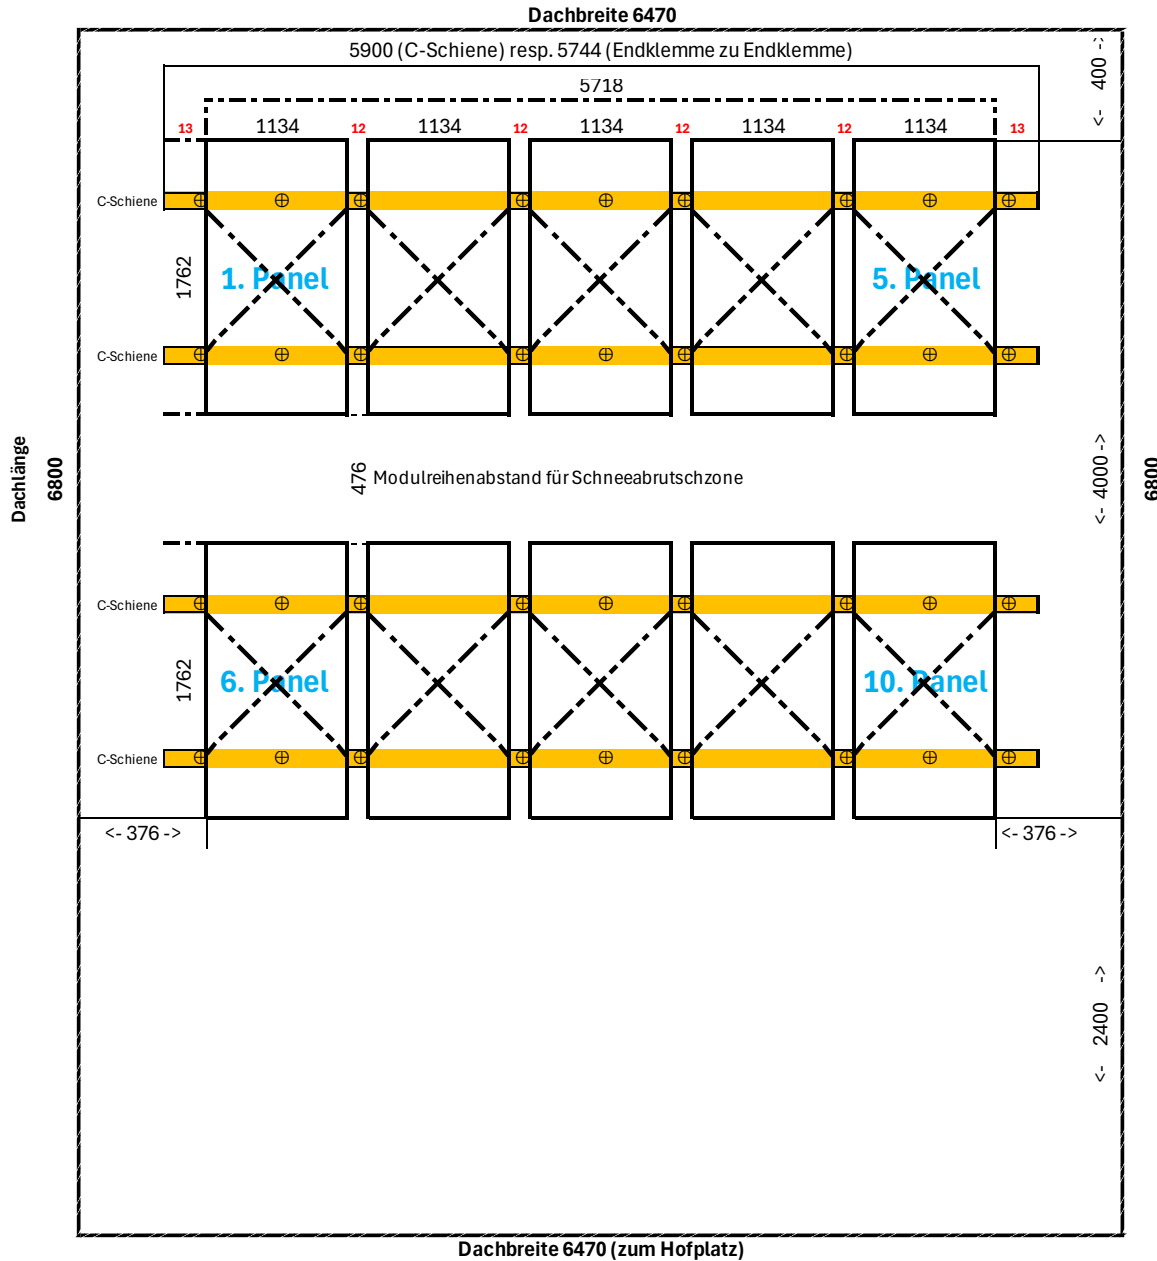 Dachbreite 6470
5900 (C-Schiene) resp. 5744 (Endklemme zu Endklemme)
<- 400 ->
5718
13 1134 12 1134 12 1134 12 1134 12 1134 13
C-Schiene
1762
1. Panel 5. Panel
C-Schiene
Dachlänge
6800
476 Modulreihenabstand für Schneeabrutschzone
<- 4000 ->
6800
C-Schiene
1762
6. Panel 10. Panel
C-Schiene
<- 376 -> <- 376 ->
<- 2400 ->
Dachbreite 6470 (zum Hofplatz)